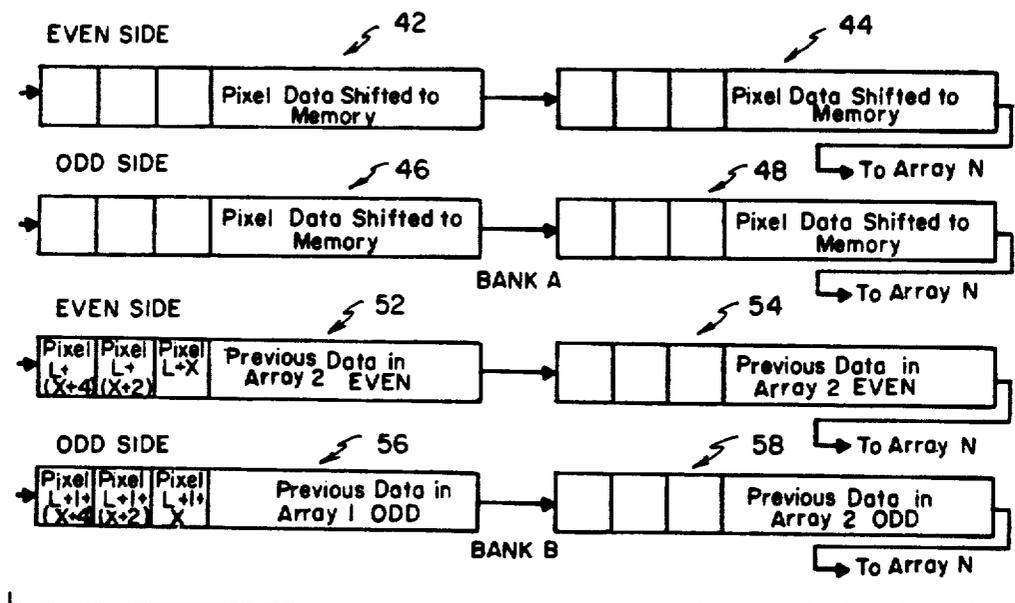 EVEN SIDE
42
44
Pixel Data Shifted to
Memory
Pixel Data Shifted to
Memory
To Array N
ODD SIDE
46
48
Pixel Data Shifted to
Memory
Pixel Data Shifted to
Memory
To Array N
BANK A
EVEN SIDE
52
54
Pixel
L+
(X+4)
Pixel
L+
(X+2)
Pixel
L+X
Previous Data in
Array 2 EVEN
Previous Data in
Array 2 EVEN
To Array N
ODD SIDE
56
58
Pixel
L+1+
(X+4)
Pixel
L+1+
(X+2)
Pixel
L+1+
X
Previous Data in
Array 1 ODD
Previous Data in
Array 2 ODD
To Array N
BANK B